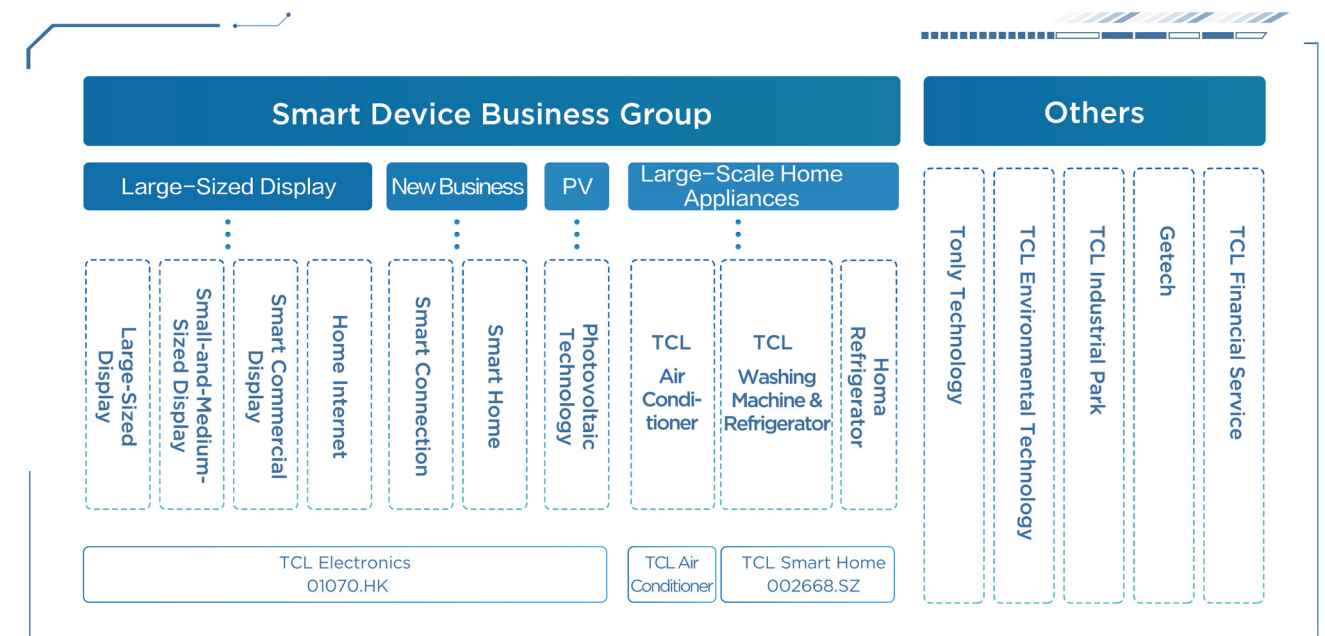 Smart Device Business Group
Others
Large-Sized Display
New Business
PV
Large-Scale Home
Appliances
Large-Sized
Display
Small-and-Medium-
Sized Display
Smart Commercial
Display
Home Internet
Smart Connection
Smart Home
Photovoltaic
Technology
TCL
Air
Condi-
tioner
TCL
Washing
Machine &
Refrigerator
Homa
Refrigerator
Tonly Technology
TCL Environmental Technology
TCL Industrial Park
Getech
TCL Financial Service
TCL Electronics
01070.HK
TCL Air
Conditioner
TCL Smart Home
002668.SZ